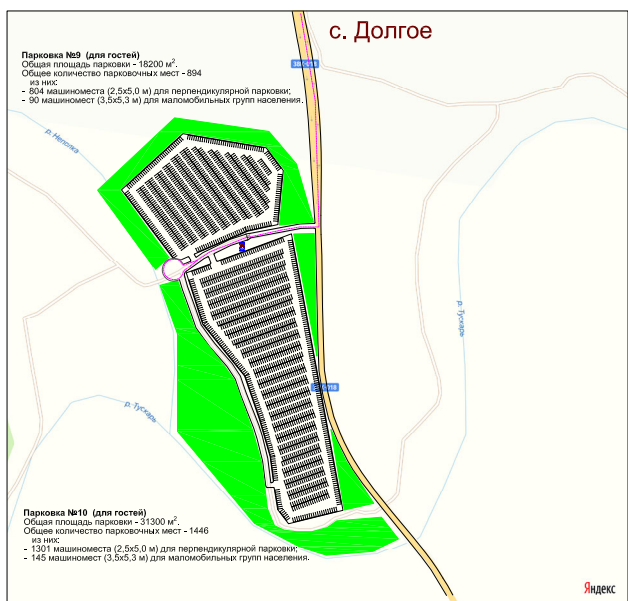 с. Долгое
Парковка №9 (для гостей)
Общая площадь парковки - 18200 м².
Общее количество парковочных мест - 894
из них:
- 804 машиноместа (2,5х5,0 м) для перпендикулярной парковки;
- 90 машиномест (3,5х5,3 м) для маломобильных групп населения.
р. Неполка
р. Тускарь
р. Тускарь
Парковка №10 (для гостей)
Общая площадь парковки - 31300 м².
Общее количество парковочных мест - 1446
из них:
- 1301 машиноместа (2,5х5,0 м) для перпендикулярной парковки;
- 145 машиномест (3,5х5,3 м) для маломобильных групп населения.
Яндекс